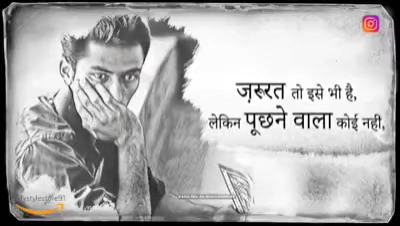 ज़रूरत तो इसे भी है,
लेकिन पूछने वाला कोई नही,